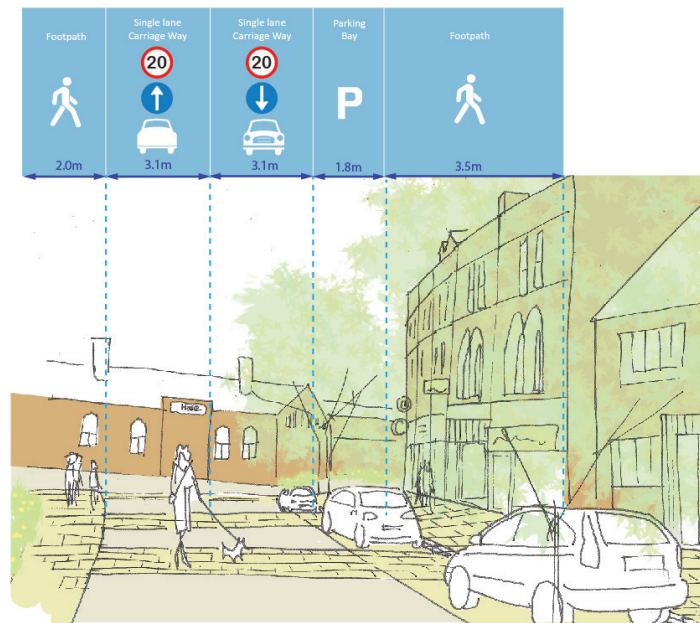 Footpath
Single lane
Carriage Way
20
Single lane
Carriage Way
20
Parking
Bay
P
Footpath
2.0m
3.1m
3.1m
1.8m
3.5m